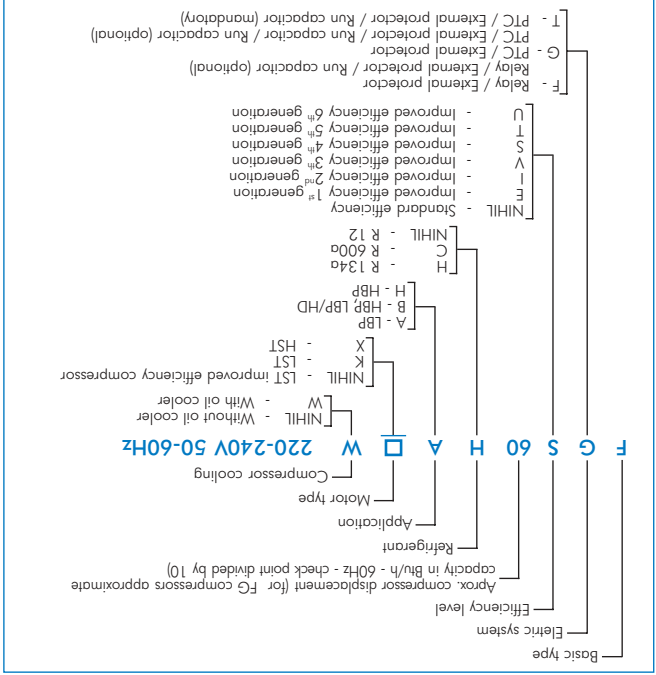 Basic type
Eletric system
Efficiency level
Aprox. compressor displacement (for FG compressors approximate
capacity in Btu/h - 60Hz - check point divided by 10)
Refrigerant
Application
Motor type
Compressor cooling
F G S 60 H A □ W 220-240V 50-60Hz
NIHIL - Without oil cooler
W - With oil cooler
NIHIL - LST improved efficiency compressor
K - LST
X - HST
A - LBP
B - HBP, LBP/HD
H - HBP
H - R 134a
C - R 600a
NIHIL - R 12
NIHIL - Standard efficiency
E - Improved efficiency 1st generation
I - Improved efficiency 2nd generation
V - Improved efficiency 3th generation
S - Improved efficiency 4th generation
T - Improved efficiency 5th generation
U - Improved efficiency 6th generation
F - Relay / External protector
Relay / External protector / Run capacitor (optional)
G - PTC / External protector
PTC / External protector / Run capacitor (optional)
T - PTC / External protector / Run capacitor (mandatory)